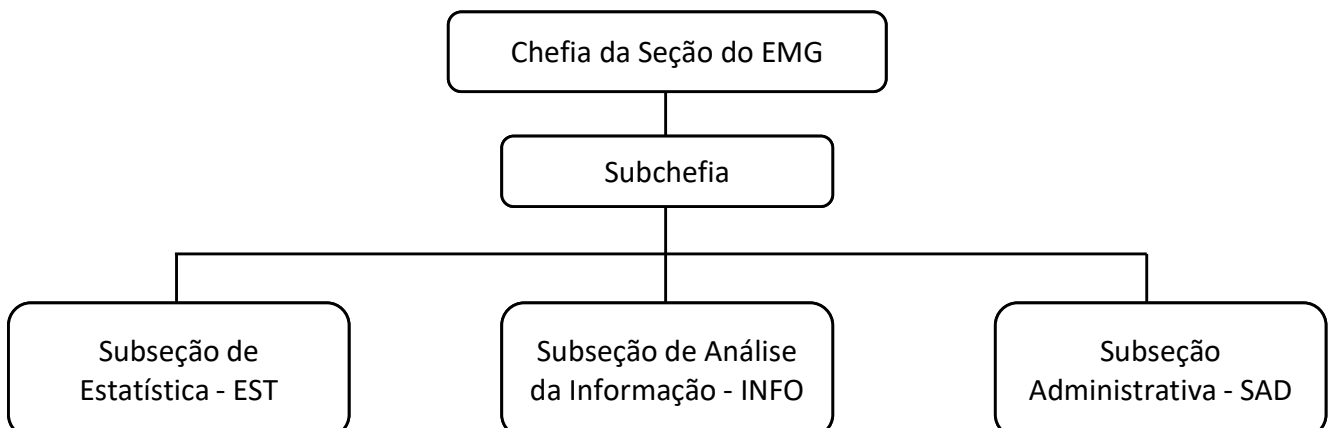 Chefia da Seção do EMG
Subchefia
Subseção de
Estatística - EST
Subseção de Análise
da Informação - INFO
Subseção
Administrativa - SAD